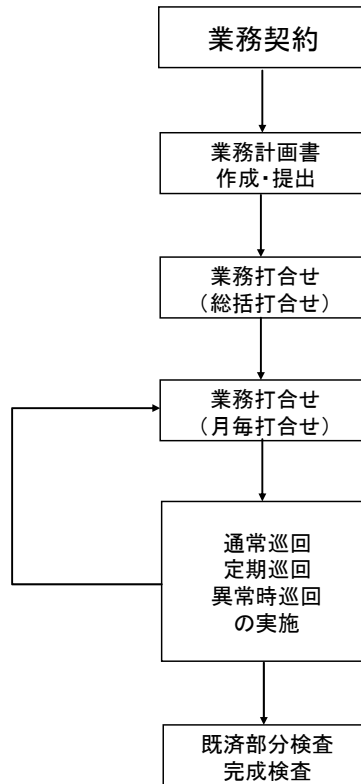 業務契約
業務計画書
作成・提出
業務打合せ
（総括打合せ）
業務打合せ
（月毎打合せ）
通常巡回
定期巡回
異常時巡回
の実施
既済部分検査
完成検査